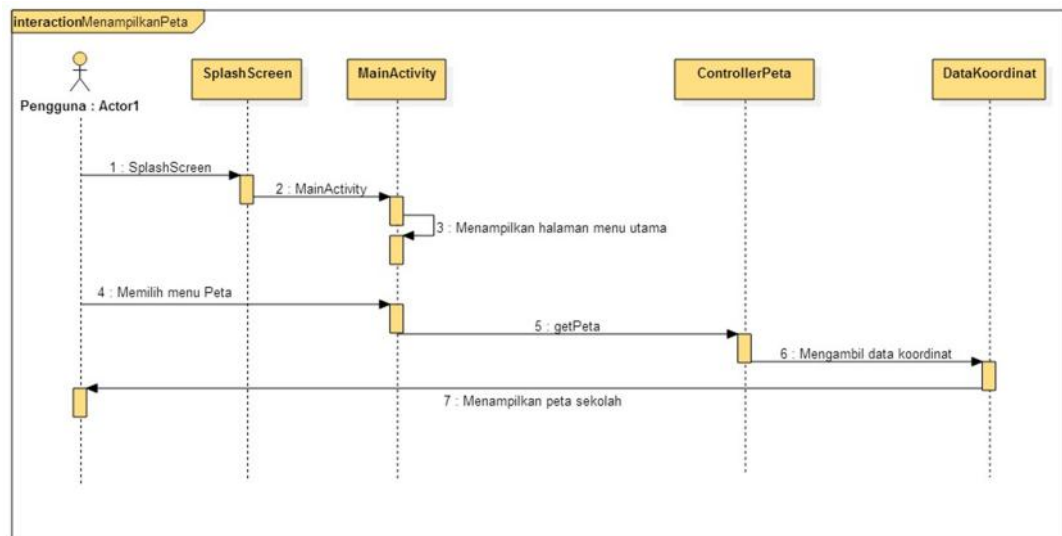 interactionMenampilkanPeta
Pengguna : Actor1
SplashScreen
MainActivity
ControllerPeta
DataKoordinat
1 : SplashScreen
2 : MainActivity
3 : Menampilkan halaman menu utama
4 : Memilih menu Peta
5 : getPeta
6 : Mengambil data koordinat
7 : Menampilkan peta sekolah